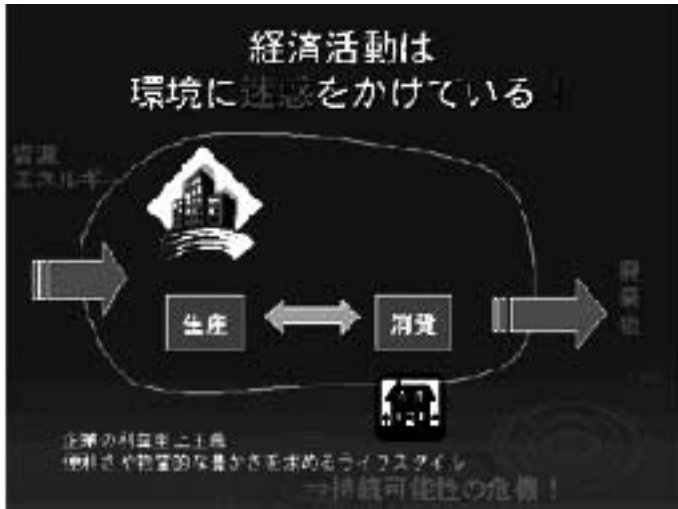 経済活動は
環境に迷惑をかけている
資源
エネルギー
生産
消費
廃棄物
企業の利益至上主義
便利さや物質的な豊かさを求めるライフスタイル
⇒持続可能性の危機！